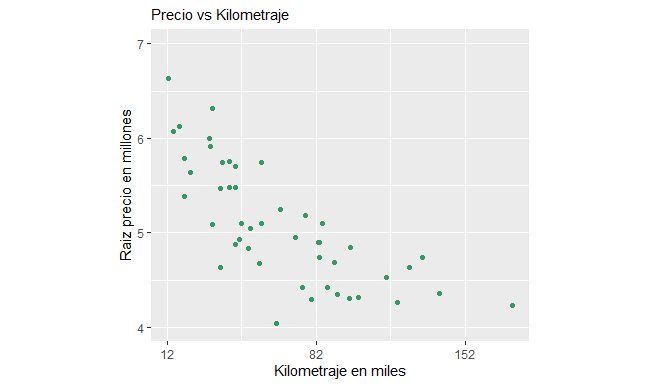 Precio vs Kilometraje
7
6
5
4
Raiz precio en millones
12 82 152
Kilometraje en miles